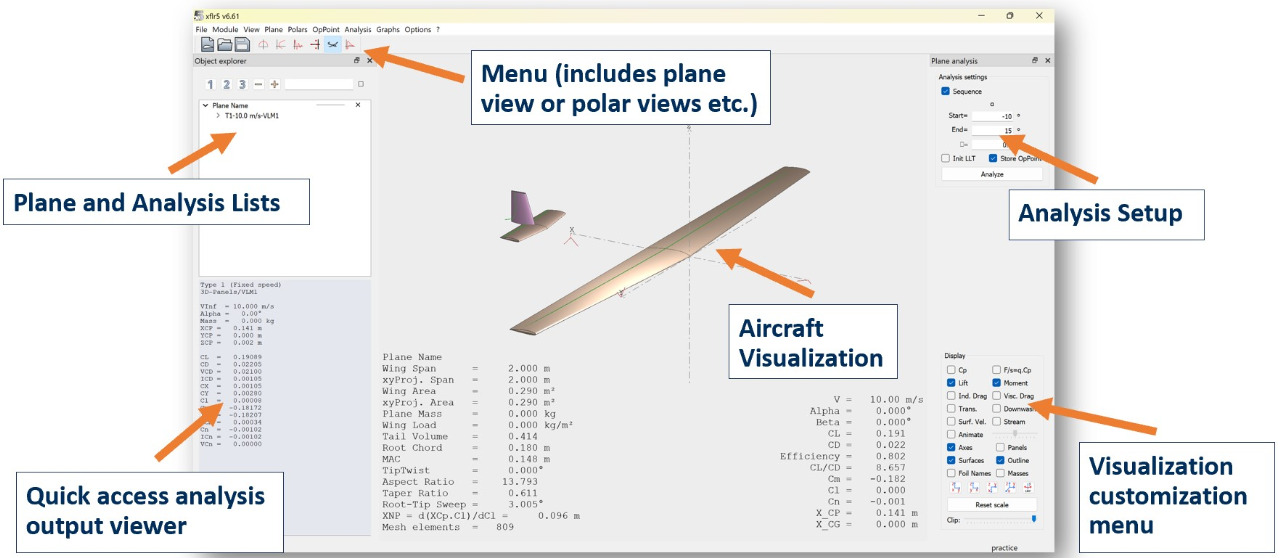 xflr5 v6.61
File Module View Plane Polars OpPoint Analysis Graphs Options ?
Object explorer
1 2 3
Plane Name
T1-10.0 m/s-VLM1
Menu (includes plane
view or polar views etc.)
Plane and Analysis Lists
Plane analysis
Analysis settings
Sequence
α
Start= -10 °
End= 15 °
Init LLT Store OpPoint
Analyze
Analysis Setup
X
Y
Aircraft
Visualization
Type 1 (Fixed speed)
3D-Panels/VLM1
VInf = 10.000 m/s
Alpha = 0.00°
Mass = 0.000 kg
XCP = 0.141 m
YCP = 0.000 m
ZCP = 0.002 m
CL = 0.19089
CD = 0.02205
VCD = 0.02100
ICD = 0.00105
CX = 0.00105
CY = 0.00280
Cl = 0.00008
-0.18172
-0.18207
0.00034
Cn = -0.00102
ICn = -0.00102
VCn = 0.00000
Quick access analysis
output viewer
Plane Name
Wing Span = 2.000 m
xyProj. Span = 2.000 m
Wing Area = 0.290 m²
xyProj. Area = 0.290 m²
Plane Mass = 0.000 kg
Wing Load = 0.000 kg/m²
Tail Volume = 0.414
Root Chord = 0.180 m
MAC = 0.148 m
TipTwist = 0.000°
Aspect Ratio = 13.793
Taper Ratio = 0.611
Root-Tip Sweep = 3.005°
XNP = d(XCp.Cl)/dCl = 0.096 m
Mesh elements = 809
V = 10.00 m/s
Alpha = 0.000°
Beta = 0.000°
CL = 0.191
CD = 0.022
Efficiency = 0.802
CL/CD = 8.657
Cm = -0.182
Cl = 0.000
Cn = -0.001
X_CP = 0.141 m
X_CG = 0.000 m
Display
Cp F/s=q.Cp
Lift Moment
Ind. Drag Visc. Drag
Trans. Downwash
Surf. Vel. Stream
Animate
Axes Panels
Surfaces Outline
Foil Names Masses
Reset scale
Clip:
Visualization
customization
menu
practice